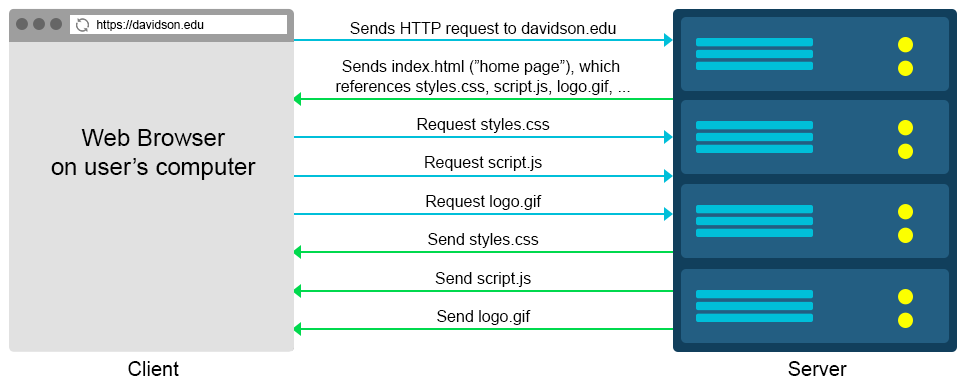 https://davidson.edu
Sends HTTP request to davidson.edu
Sends index.html (”home page”), which
references styles.css, script.js, logo.gif, ...
Web Browser
on user’s computer
Request styles.css
Request script.js
Request logo.gif
Send styles.css
Send script.js
Send logo.gif
Client
Server